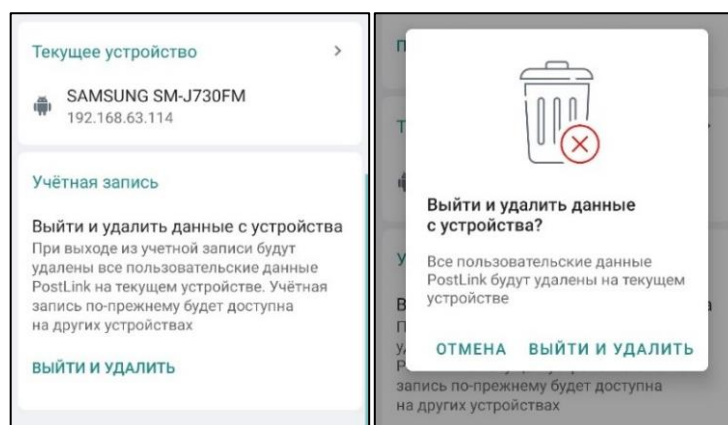 Текущее устройство
SAMSUNG SM-J730FM
192.168.63.114
Учётная запись
Выйти и удалить данные с устройства
При выходе из учетной записи будут
удалены все пользовательские данные
PostLink на текущем устройстве. Учётная
запись по-прежнему будет доступна
на других устройствах
ВЫЙТИ И УДАЛИТЬ
Выйти и удалить данные
с устройства?
Все пользовательские данные
PostLink будут удалены на текущем
устройстве
ОТМЕНА ВЫЙТИ И УДАЛИТЬ
запись по-прежнему будет доступна
на других устройствах